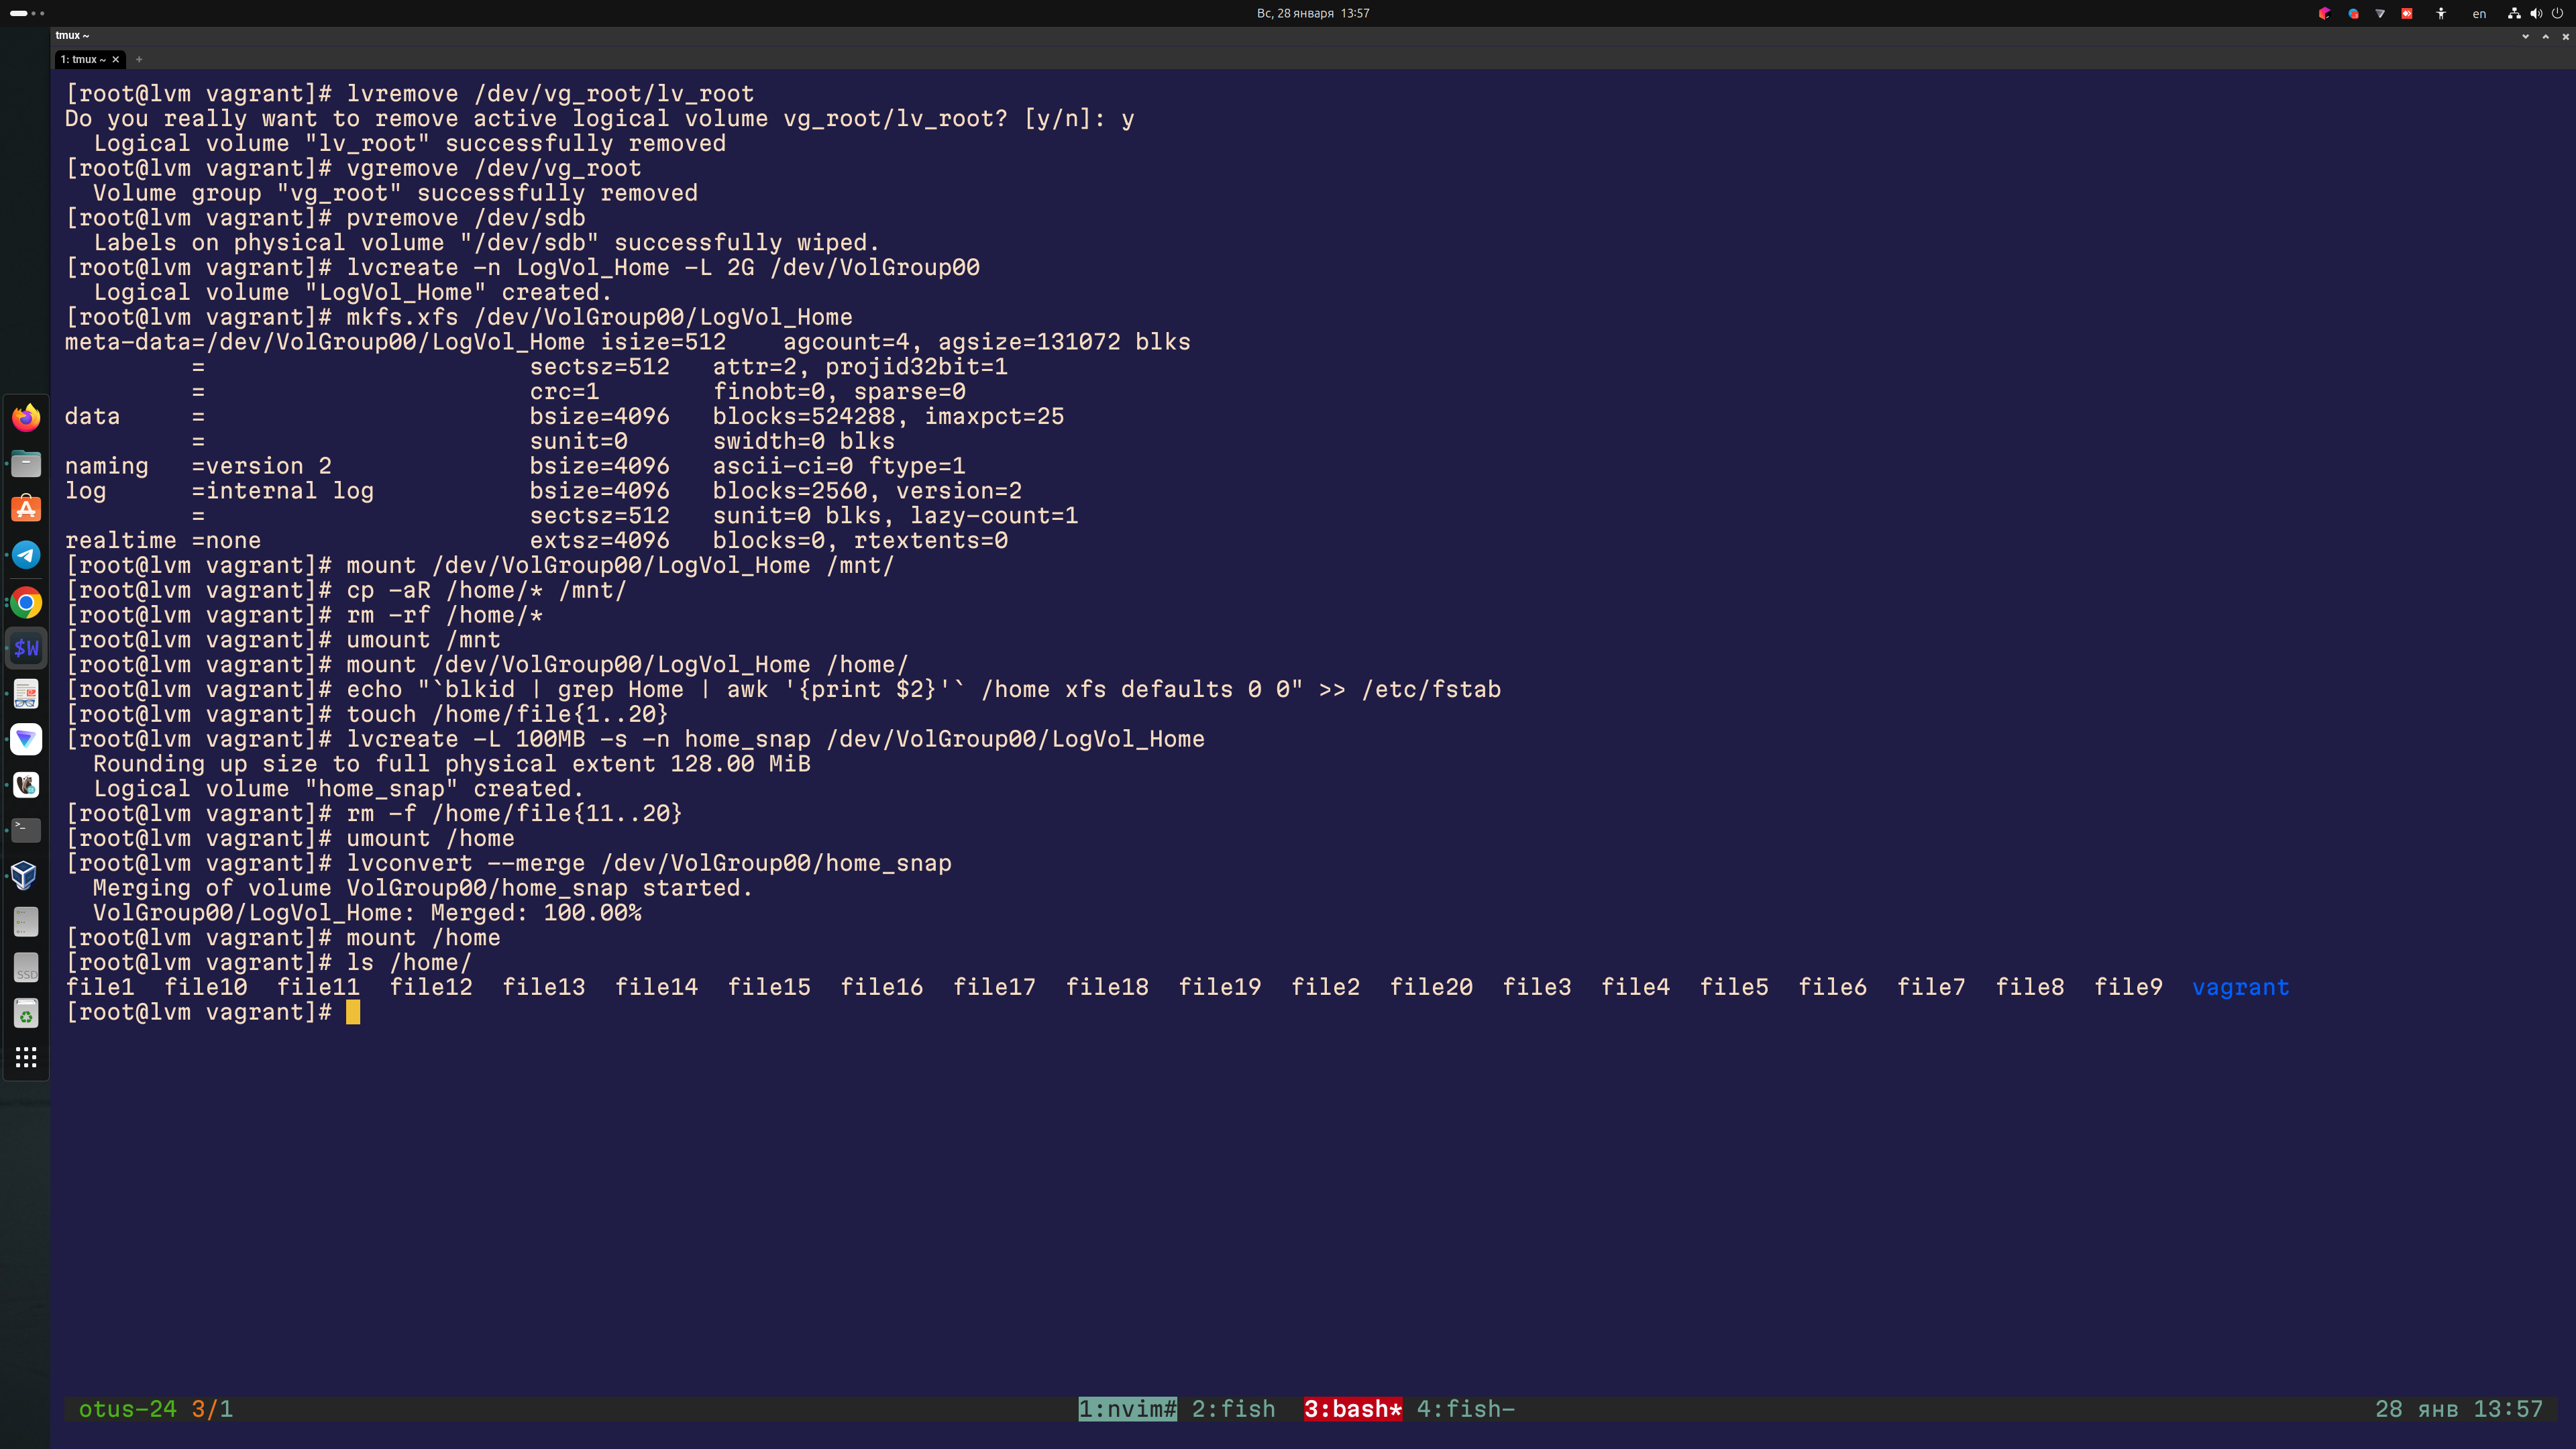 Вс, 28 января 13:57
en
tmux ~
1: tmux ~
[root@lvm vagrant]# lvremove /dev/vg_root/lv_root
Do you really want to remove active logical volume vg_root/lv_root? [y/n]: y
  Logical volume "lv_root" successfully removed
[root@lvm vagrant]# vgremove /dev/vg_root
  Volume group "vg_root" successfully removed
[root@lvm vagrant]# pvremove /dev/sdb
  Labels on physical volume "/dev/sdb" successfully wiped.
[root@lvm vagrant]# lvcreate -n LogVol_Home -L 2G /dev/VolGroup00
  Logical volume "LogVol_Home" created.
[root@lvm vagrant]# mkfs.xfs /dev/VolGroup00/LogVol_Home
meta-data=/dev/VolGroup00/LogVol_Home isize=512    agcount=4, agsize=131072 blks
         =                       sectsz=512   attr=2, projid32bit=1
         =                       crc=1        finobt=0, sparse=0
data     =                       bsize=4096   blocks=524288, imaxpct=25
         =                       sunit=0      swidth=0 blks
naming   =version 2              bsize=4096   ascii-ci=0 ftype=1
log      =internal log           bsize=4096   blocks=2560, version=2
         =                       sectsz=512   sunit=0 blks, lazy-count=1
realtime =none                   extsz=4096   blocks=0, rtextents=0
[root@lvm vagrant]# mount /dev/VolGroup00/LogVol_Home /mnt/
[root@lvm vagrant]# cp -aR /home/* /mnt/
[root@lvm vagrant]# rm -rf /home/*
[root@lvm vagrant]# umount /mnt
[root@lvm vagrant]# mount /dev/VolGroup00/LogVol_Home /home/
[root@lvm vagrant]# echo "`blkid | grep Home | awk '{print $2}'` /home xfs defaults 0 0" >> /etc/fstab
[root@lvm vagrant]# touch /home/file{1..20}
[root@lvm vagrant]# lvcreate -L 100MB -s -n home_snap /dev/VolGroup00/LogVol_Home
  Rounding up size to full physical extent 128.00 MiB
  Logical volume "home_snap" created.
[root@lvm vagrant]# rm -f /home/file{11..20}
[root@lvm vagrant]# umount /home
[root@lvm vagrant]# lvconvert --merge /dev/VolGroup00/home_snap
  Merging of volume VolGroup00/home_snap started.
  VolGroup00/LogVol_Home: Merged: 100.00%
[root@lvm vagrant]# mount /home
[root@lvm vagrant]# ls /home/
file1  file10  file11  file12  file13  file14  file15  file16  file17  file18  file19  file2  file20  file3  file4  file5  file6  file7  file8  file9  vagrant
[root@lvm vagrant]#
$W
SSD
otus-24 3/1 1:nvim# 2:fish 3:bash* 4:fish- 28 янв 13:57